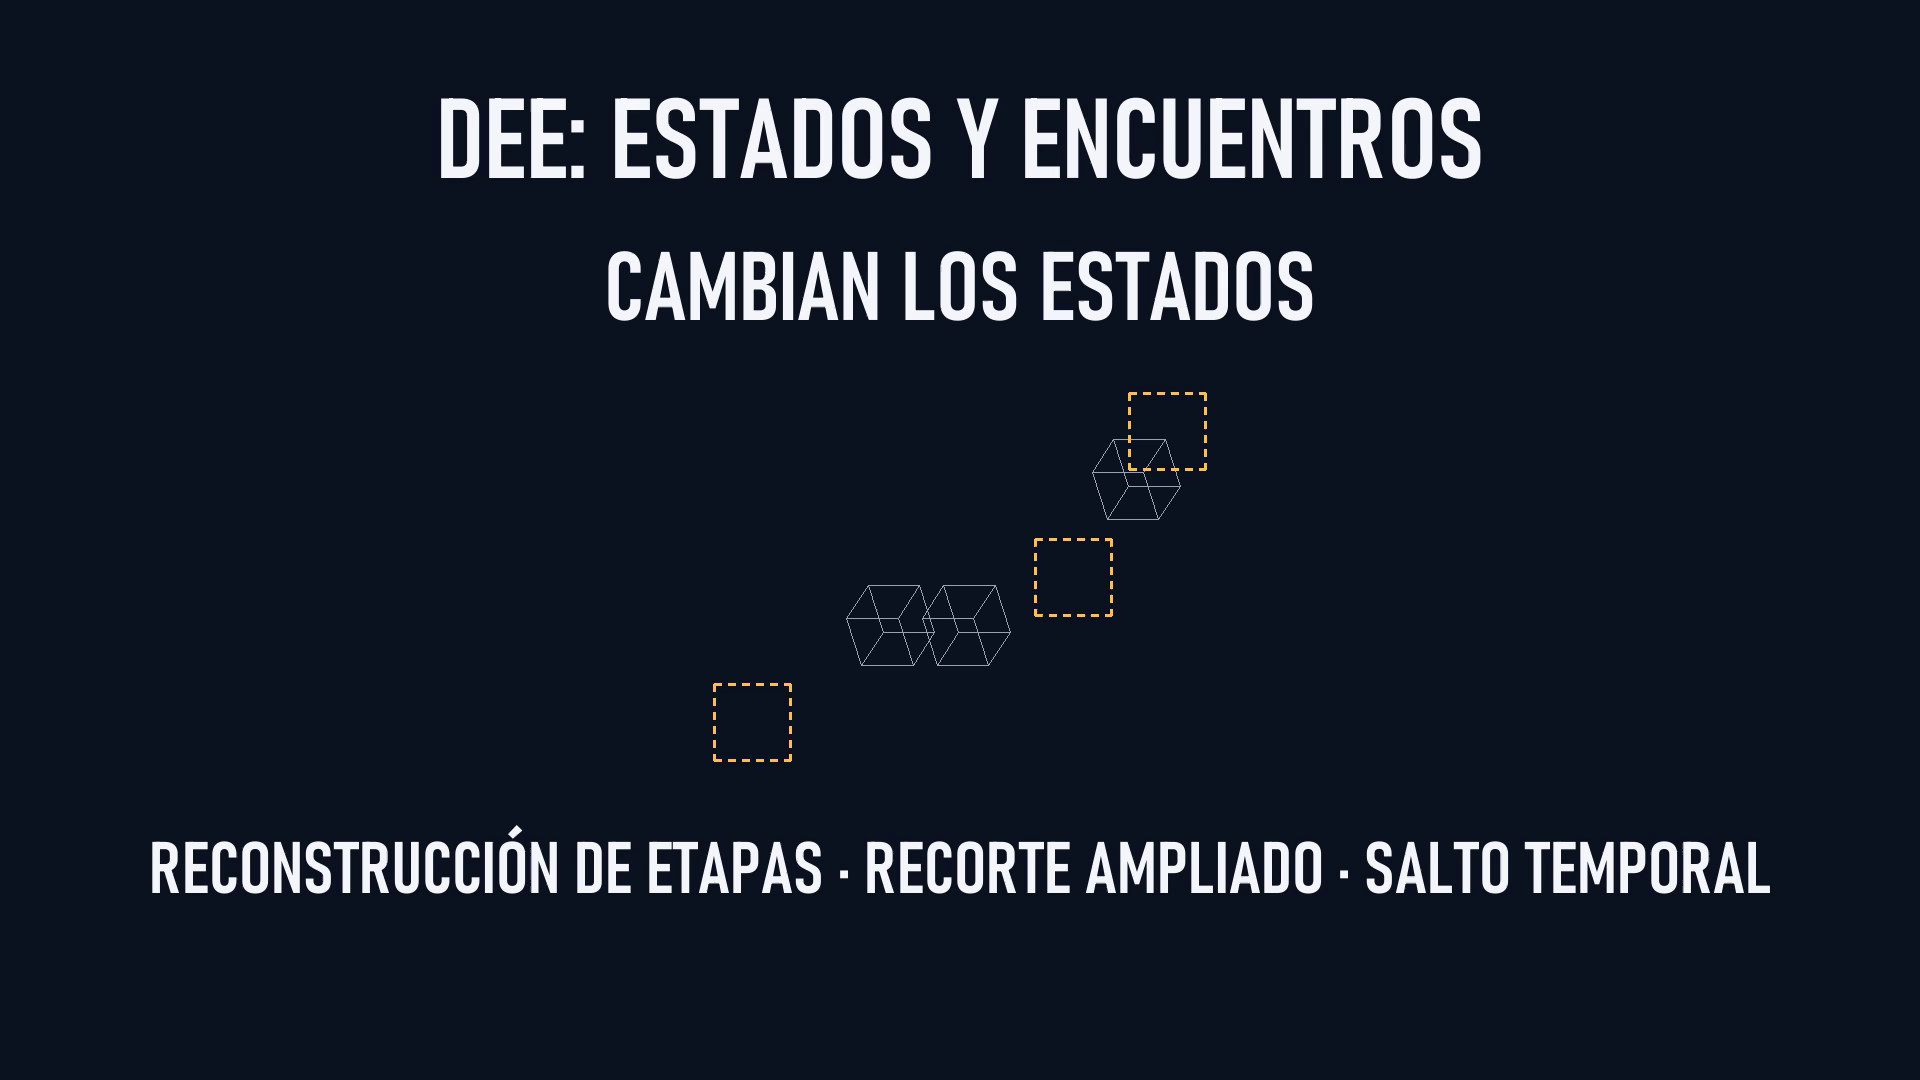 DEE: ESTADOS Y ENCUENTROS
CAMBIAN LOS ESTADOS
RECONSTRUCCIÓN DE ETAPAS · RECORTE AMPLIADO · SALTO TEMPORAL